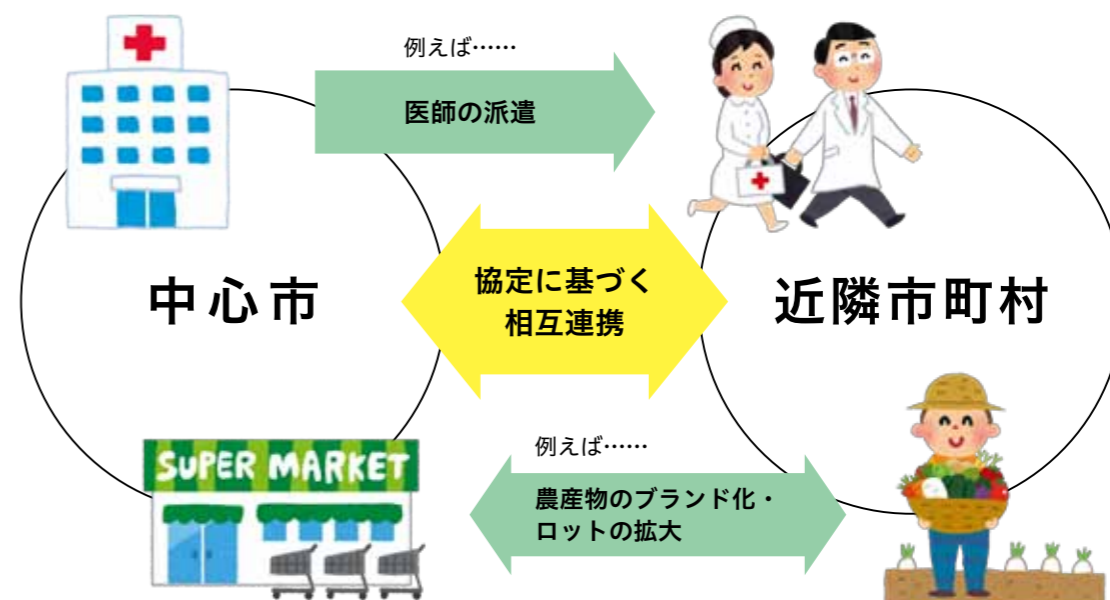 例えば……
医師の派遣
中心市
協定に基づく
相互連携
近隣市町村
SUPER MARKET
例えば……
農産物のブランド化・
ロットの拡大